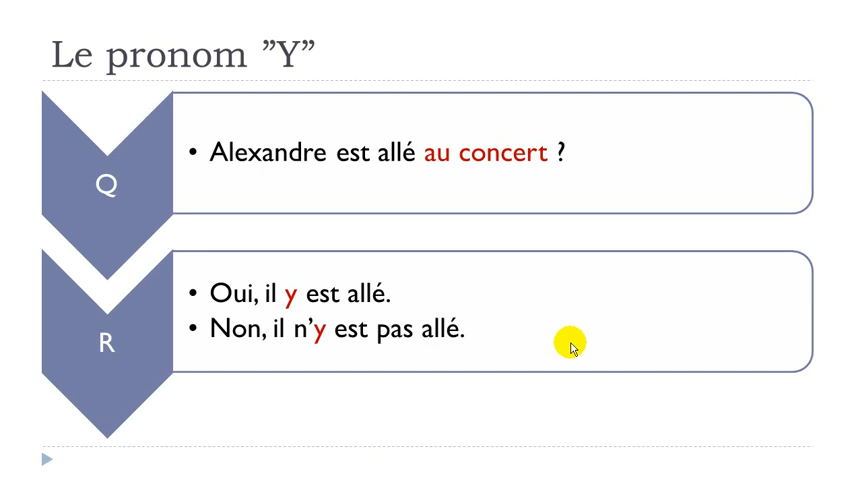 Le pronom ”Y”
Q
• Alexandre est allé au concert ?
R
• Oui, il y est allé.
• Non, il n’y est pas allé.